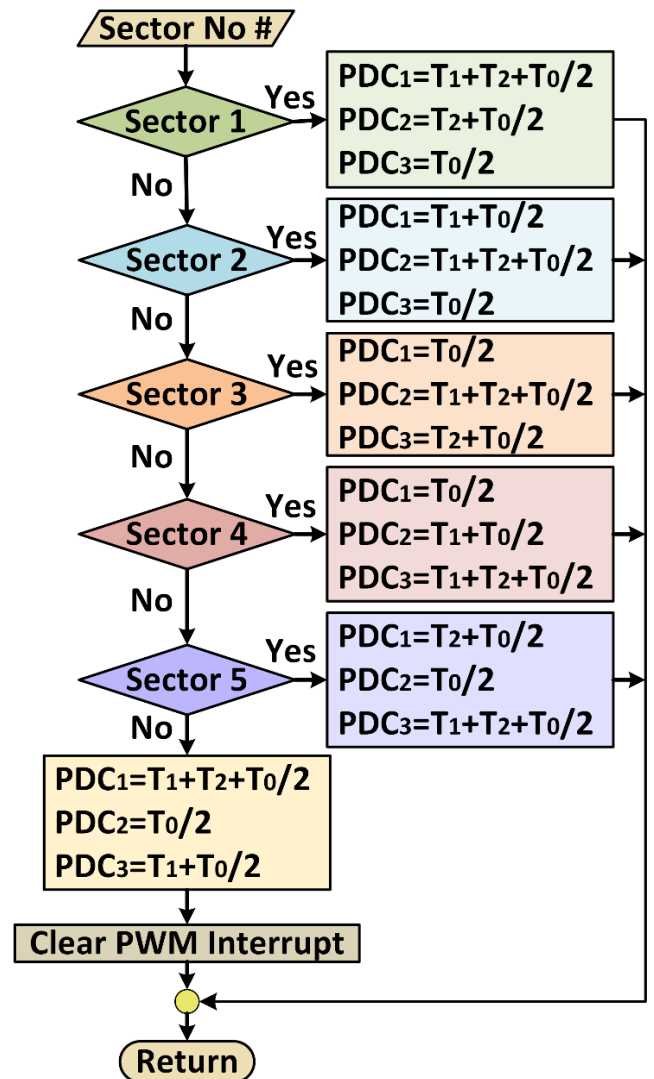 Sector No #
Sector 1
Yes
PDC₁=T₁+T₂+T₀/2
PDC₂=T₂+T₀/2
PDC₃=T₀/2
No
Sector 2
Yes
PDC₁=T₁+T₀/2
PDC₂=T₁+T₂+T₀/2
PDC₃=T₀/2
No
Sector 3
Yes
PDC₁=T₀/2
PDC₂=T₁+T₂+T₀/2
PDC₃=T₂+T₀/2
No
Sector 4
Yes
PDC₁=T₀/2
PDC₂=T₁+T₀/2
PDC₃=T₁+T₂+T₀/2
No
Sector 5
Yes
PDC₁=T₂+T₀/2
PDC₂=T₀/2
PDC₃=T₁+T₂+T₀/2
No
PDC₁=T₁+T₂+T₀/2
PDC₂=T₀/2
PDC₃=T₁+T₀/2
Clear PWM Interrupt
Return